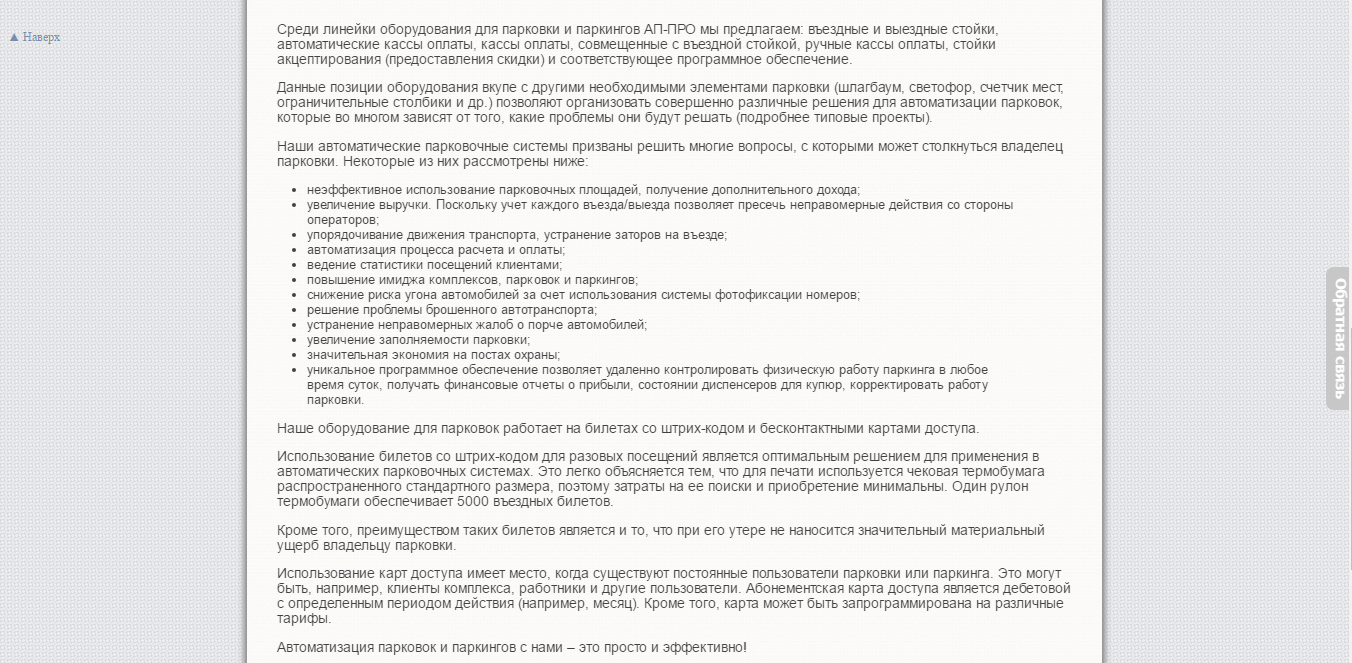 ▲ Наверх
Среди линейки оборудования для парковки и паркингов АП-ПРО мы предлагаем: въездные и выездные стойки,
автоматические кассы оплаты, кассы оплаты, совмещенные с въездной стойкой, ручные кассы оплаты, стойки
акцептирования (предоставления скидки) и соответствующее программное обеспечение.
Данные позиции оборудования вкупе с другими необходимыми элементами парковки (шлагбаум, светофор, счетчик мест,
ограничительные столбики и др.) позволяют организовать совершенно различные решения для автоматизации парковок,
которые во многом зависят от того, какие проблемы они будут решать (подробнее типовые проекты).
Наши автоматические парковочные системы призваны решить многие вопросы, с которыми может столкнуться владелец
парковки. Некоторые из них рассмотрены ниже:
• неэффективное использование парковочных площадей, получение дополнительного дохода;
• увеличение выручки. Поскольку учет каждого въезда/выезда позволяет пресечь неправомерные действия со стороны
операторов;
• упорядочивание движения транспорта, устранение заторов на въезде;
• автоматизация процесса расчета и оплаты;
• ведение статистики посещений клиентами;
• повышение имиджа комплексов, парковок и паркингов;
• снижение риска угона автомобилей за счет использования системы фотофиксации номеров;
• решение проблемы брошенного автотранспорта;
• устранение неправомерных жалоб о порче автомобилей;
• увеличение заполняемости парковки;
• значительная экономия на постах охраны;
• уникальное программное обеспечение позволяет удаленно контролировать физическую работу паркинга в любое
время суток, получать финансовые отчеты о прибыли, состоянии диспенсеров для купюр, корректировать работу
парковки.
Наше оборудование для парковок работает на билетах со штрих-кодом и бесконтактными картами доступа.
Использование билетов со штрих-кодом для разовых посещений является оптимальным решением для применения в
автоматических парковочных системах. Это легко объясняется тем, что для печати используется чековая термобумага
распространенного стандартного размера, поэтому затраты на ее поиски и приобретение минимальны. Один рулон
термобумаги обеспечивает 5000 въездных билетов.
Кроме того, преимуществом таких билетов является и то, что при его утере не наносится значительный материальный
ущерб владельцу парковки.
Использование карт доступа имеет место, когда существуют постоянные пользователи парковки или паркинга. Это могут
быть, например, клиенты комплекса, работники и другие пользователи. Абонементская карта доступа является дебетовой
с определенным периодом действия (например, месяц). Кроме того, карта может быть запрограммирована на различные
тарифы.
Автоматизация парковок и паркингов с нами – это просто и эффективно!
Обратная связь